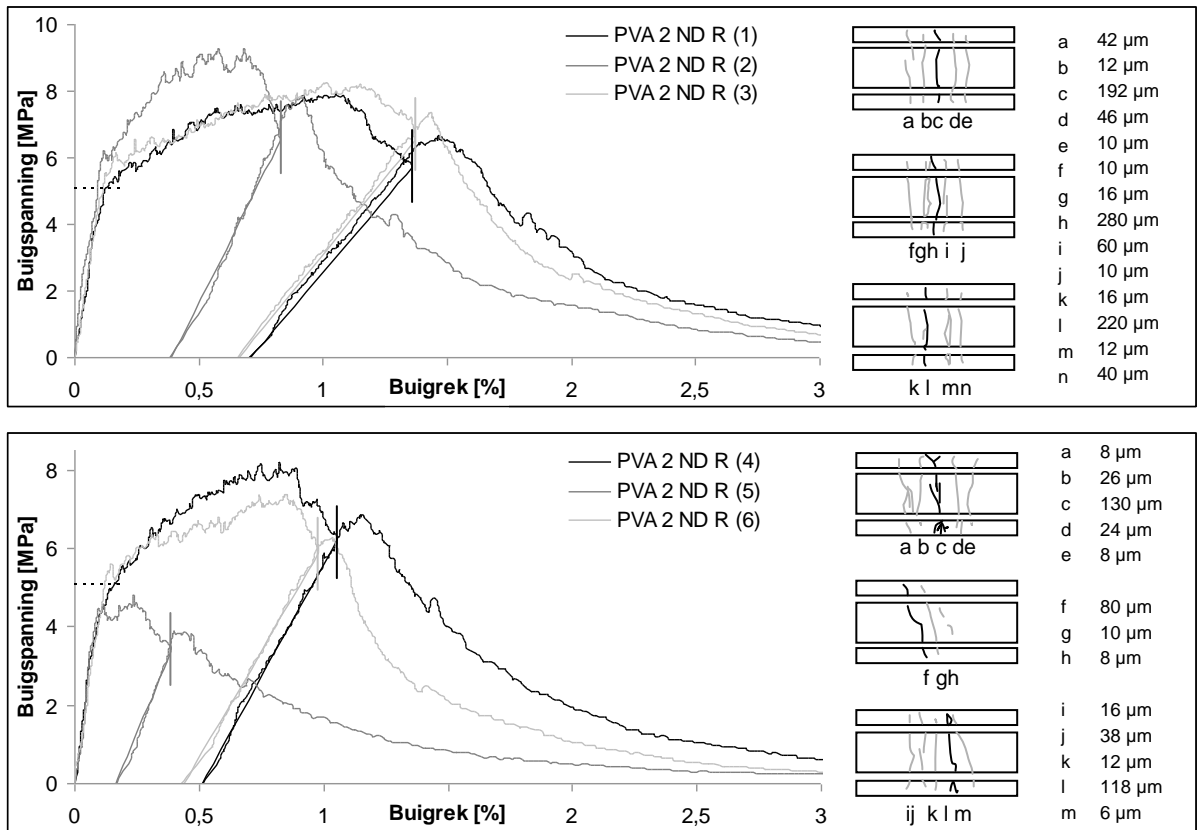 10
8
6
4
2
0
Buigspanning [MPa]
0
0,5
1
Buigrek [%]
2
2,5
3
PVA 2 ND R (1)
PVA 2 ND R (2)
PVA 2 ND R (3)
a bc de
fgh i j
k l mn
a 42 µm
b 12 µm
c 192 µm
d 46 µm
e 10 µm
f 10 µm
g 16 µm
h 280 µm
i 60 µm
j 10 µm
k 16 µm
l 220 µm
m 12 µm
n 40 µm
8
6
4
2
0
Buigspanning [MPa]
0
0,5
1
Buigrek [%]
2
2,5
3
PVA 2 ND R (4)
PVA 2 ND R (5)
PVA 2 ND R (6)
a b c de
f gh
ij k l m
a 8 µm
b 26 µm
c 130 µm
d 24 µm
e 8 µm
f 80 µm
g 10 µm
h 8 µm
i 16 µm
j 38 µm
k 12 µm
l 118 µm
m 6 µm